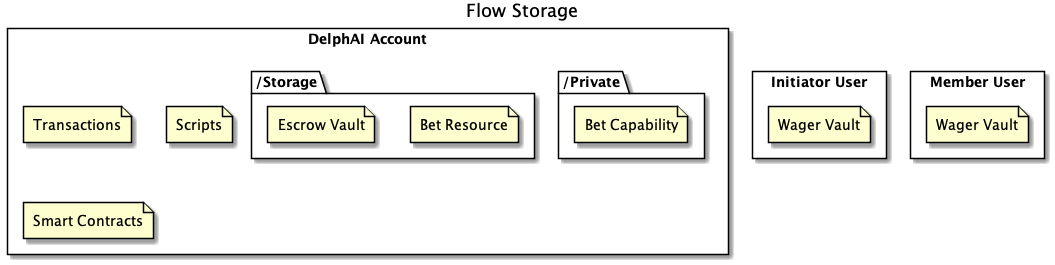 Flow Storage
DelphAI Account
/Storage
/Private
Initiator User
Member User
Transactions
Scripts
Escrow Vault
Bet Resource
Bet Capability
Wager Vault
Wager Vault
Smart Contracts